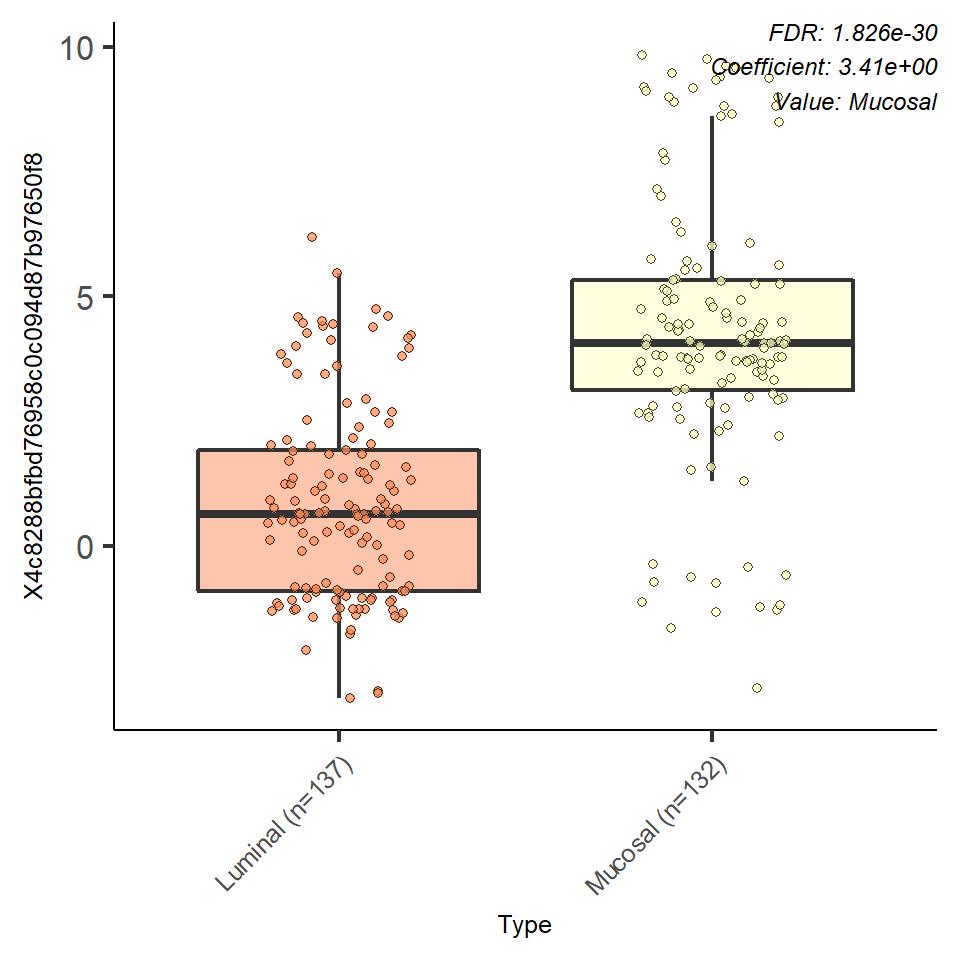 FDR: 1.826e-30
Coefficient: 3.41e+00
Value: Mucosal
10
5
0
X4c8288bfbd76958c0c094d87b97650f8
Luminal (n=137)
Mucosal (n=132)
Type